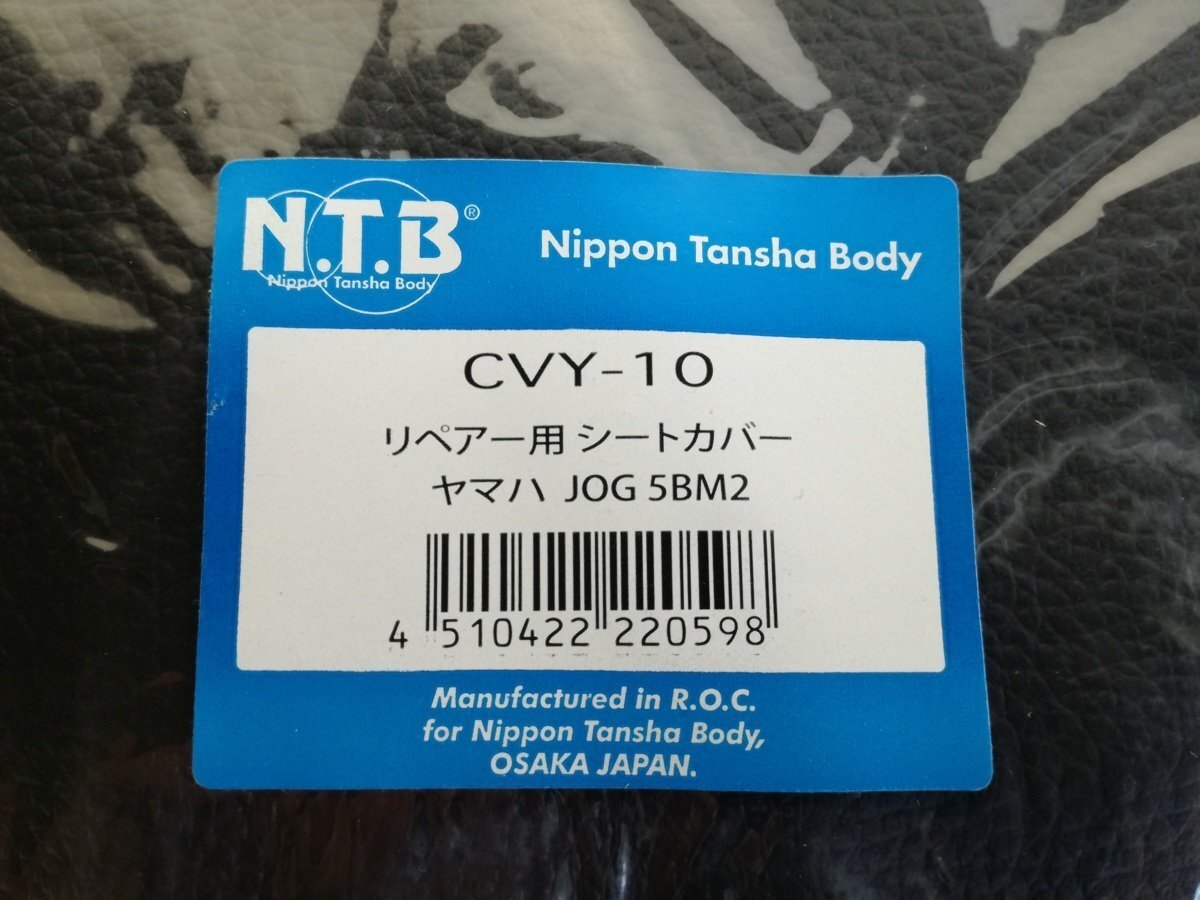 N.T.B®
Nippon Tansha Body
Nippon Tansha Body
CVY-10
リペアー用 シートカバー
ヤマハ JOG 5BM2
4 510422 220598
Manufactured in R.O.C.
for Nippon Tansha Body,
OSAKA JAPAN.